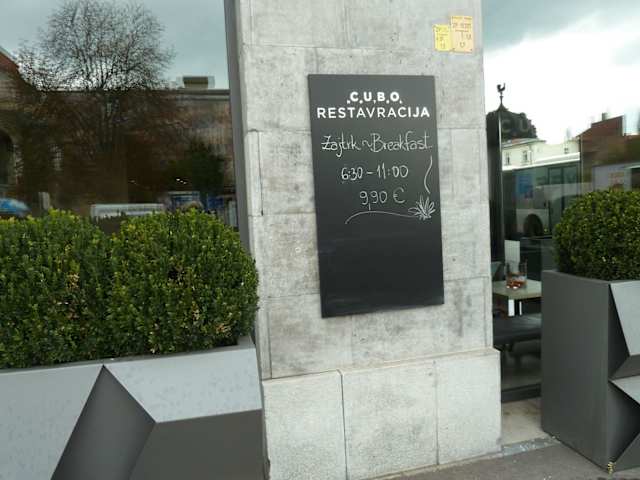 .C.U.B.O.
RESTAVRACIJA
Zajtrk ~ Breakfast
6:30 - 11:00
9,90 €